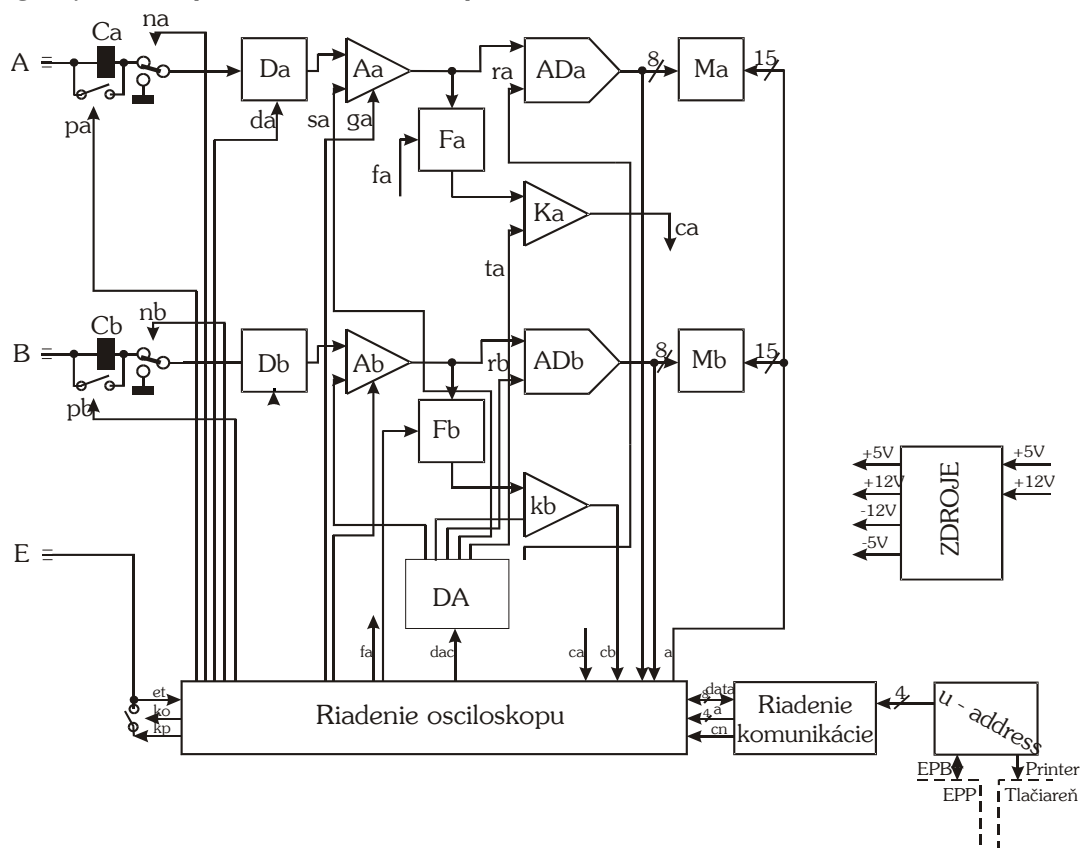 na
Ca
A
Da
Aa
ra
ADa
8
Ma
15
pa
da
sa
ga
Fa
fa
Ka
ca
ta
nb
Cb
B
Db
Ab
rb
ADb
8
Mb
15
pb
Fb
kb
+5V
+12V
-12V
-5V
ZDROJE
+5V
+12V
E
DA
fa
dac
ca
cb
a
et
ko
kp
Riadenie osciloskopu
8
data
4
a
cn
Riadenie
komunikácie
4
u - address
EPB
Printer
EPP
Tlačiareň